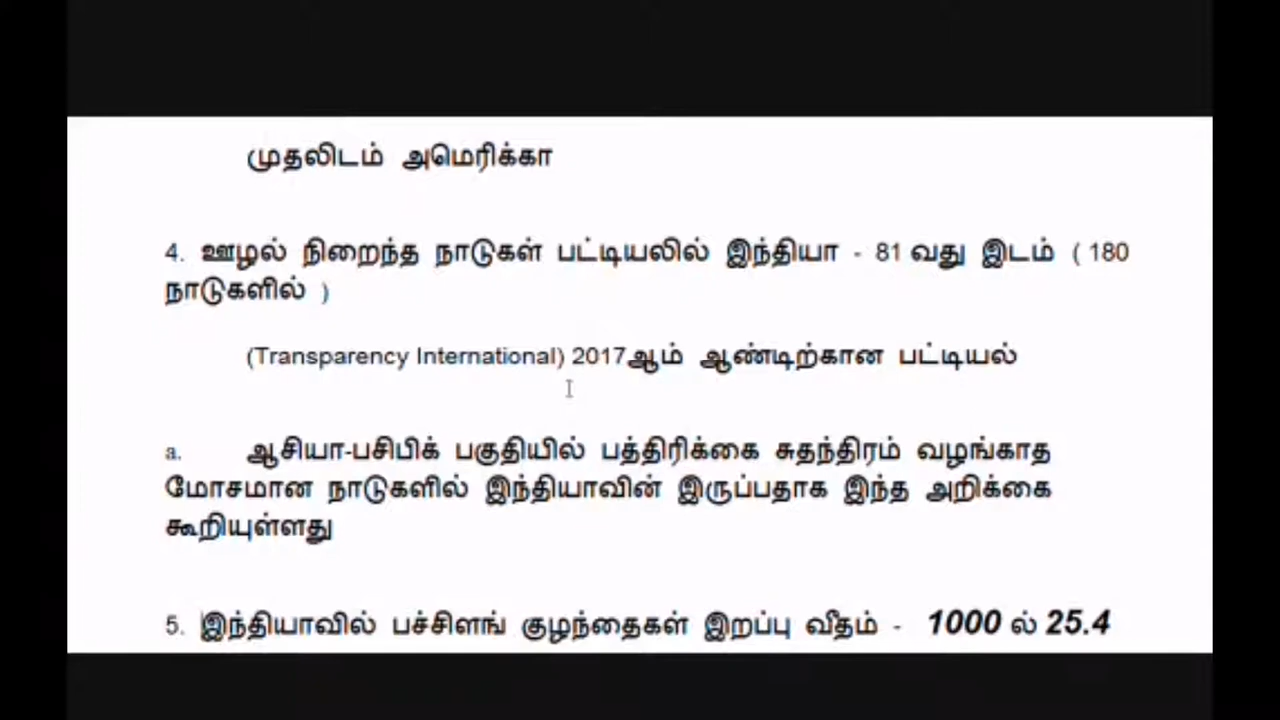 முதலிடம் அமெரிக்கா
4. ஊழல் நிறைந்த நாடுகள் பட்டியலில் இந்தியா - 81 வது இடம் ( 180
நாடுகளில் )
(Transparency International) 2017ஆம் ஆண்டிற்கான பட்டியல்
a. ஆசியா-பசிபிக் பகுதியில் பத்திரிக்கை சுதந்திரம் வழங்காத
மோசமான நாடுகளில் இந்தியாவின் இருப்பதாக இந்த அறிக்கை
கூறியுள்ளது
5. இந்தியாவில் பச்சிளங் குழந்தைகள் இறப்பு வீதம் - 1000 ல் 25.4